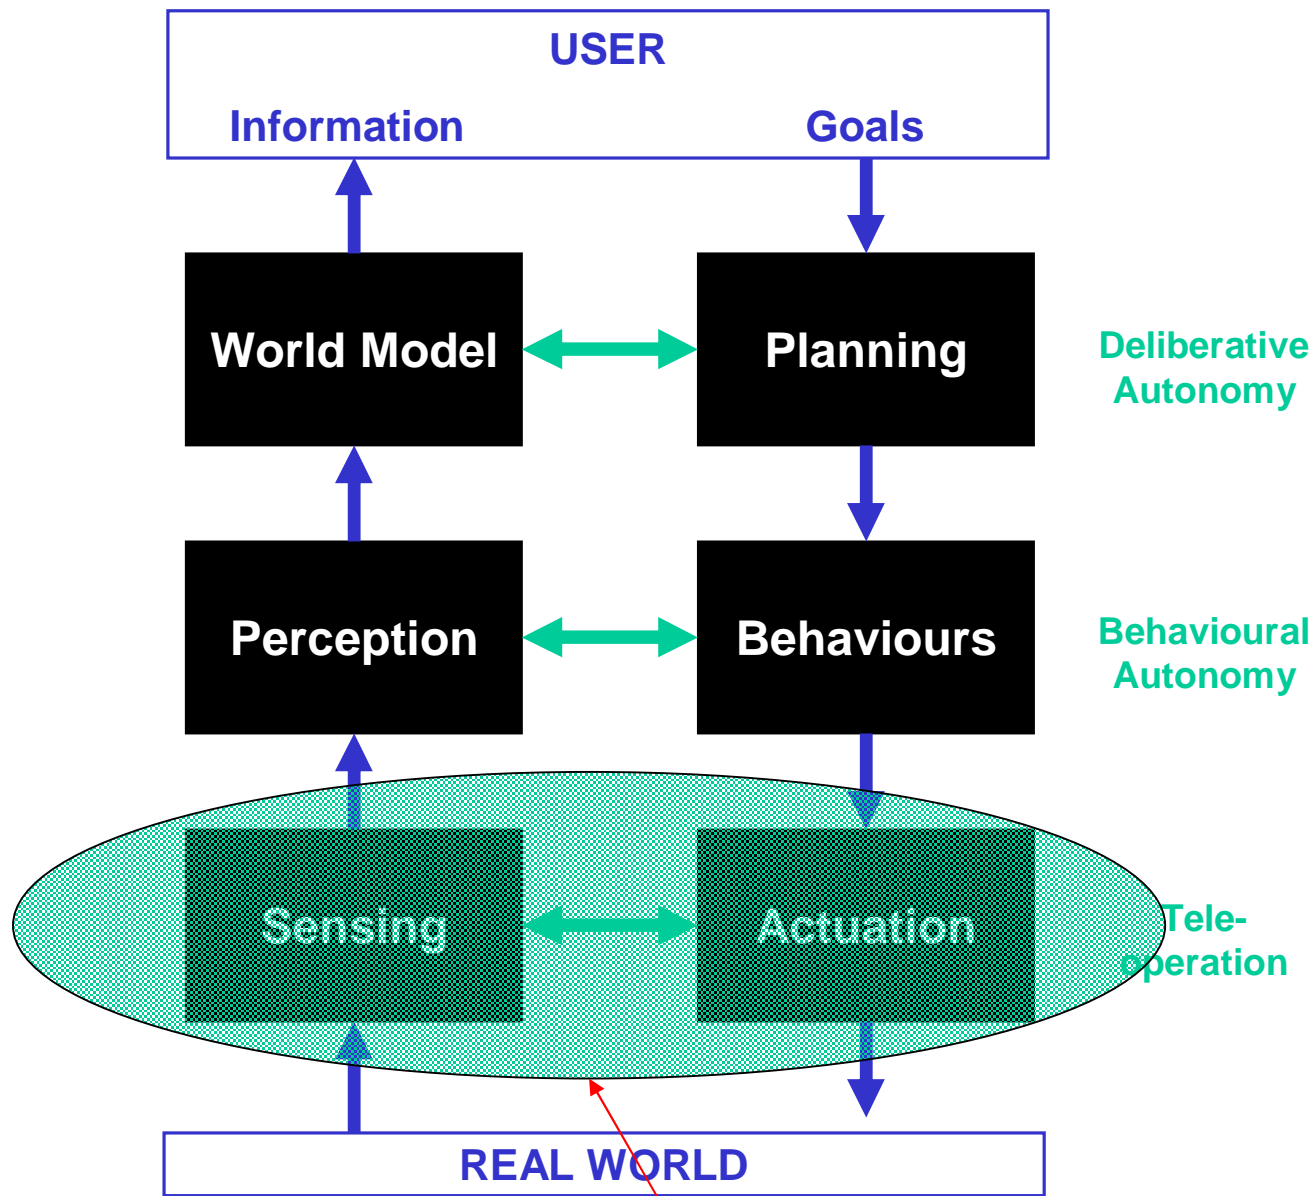 USER
Information Goals
World Model Planning Deliberative
Autonomy
Perception Behaviours Behavioural
Autonomy
Sensing Actuation Tele-
operation
REAL WORLD